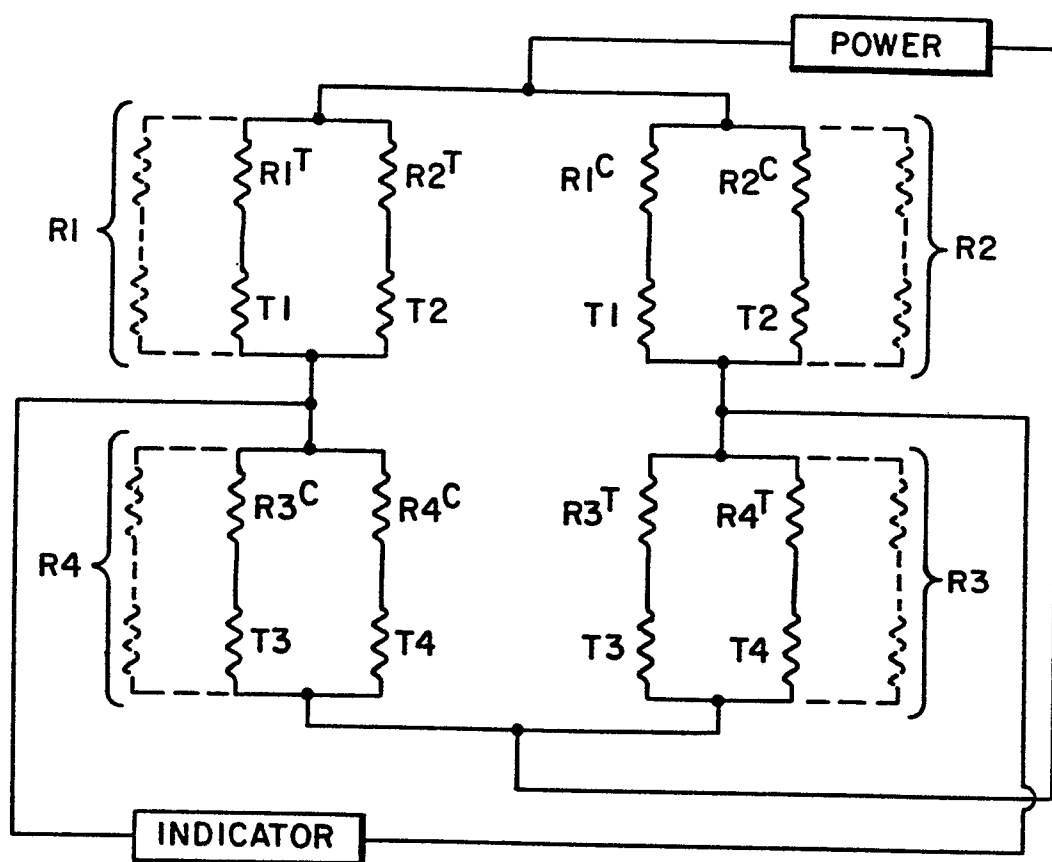 POWER
R1
R1ᵀ
R2ᵀ
T1
T2
R1ᶜ
R2ᶜ
T1
T2
R2
R4
R3ᶜ
R4ᶜ
T3
T4
R3ᵀ
R4ᵀ
T3
T4
R3
INDICATOR